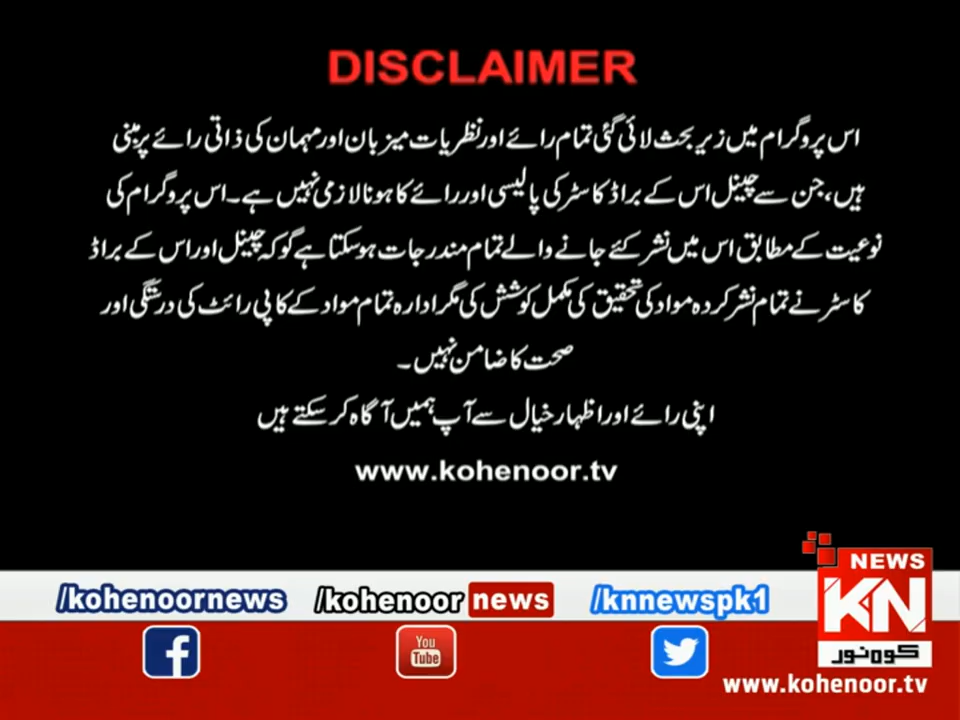 DISCLAIMER
اس پروگرام میں زیرِ بحث لائی گئی تمام رائے اور نظریات میزبان اور مہمان کی ذاتی رائے پر مبنی
ہیں، جن سے چینل اس کے براڈ کاسٹر کی پالیسی اور رائے کا ہونا لازمی نہیں ہے۔ اس پروگرام کی
نوعیت کے مطابق اس میں نشر کئے جانے والے تمام مندرجات ہو سکتا ہے گو کہ چینل اور اس کے براڈ
کاسٹر نے تمام نشر کردہ مواد کی تحقیق کی مکمل کوشش کی مگر ادارہ تمام مواد کے کاپی رائٹ کی درستگی اور
صحت کا ضامن نہیں۔
اپنی رائے اور اظہار خیال سے آپ ہمیں آگاہ کر سکتے ہیں
www.kohenoor.tv
/kohenoornews /kohenoor news /knnewspk1
You Tube
NEWS
KN
کوہ نور
www.kohenoor.tv